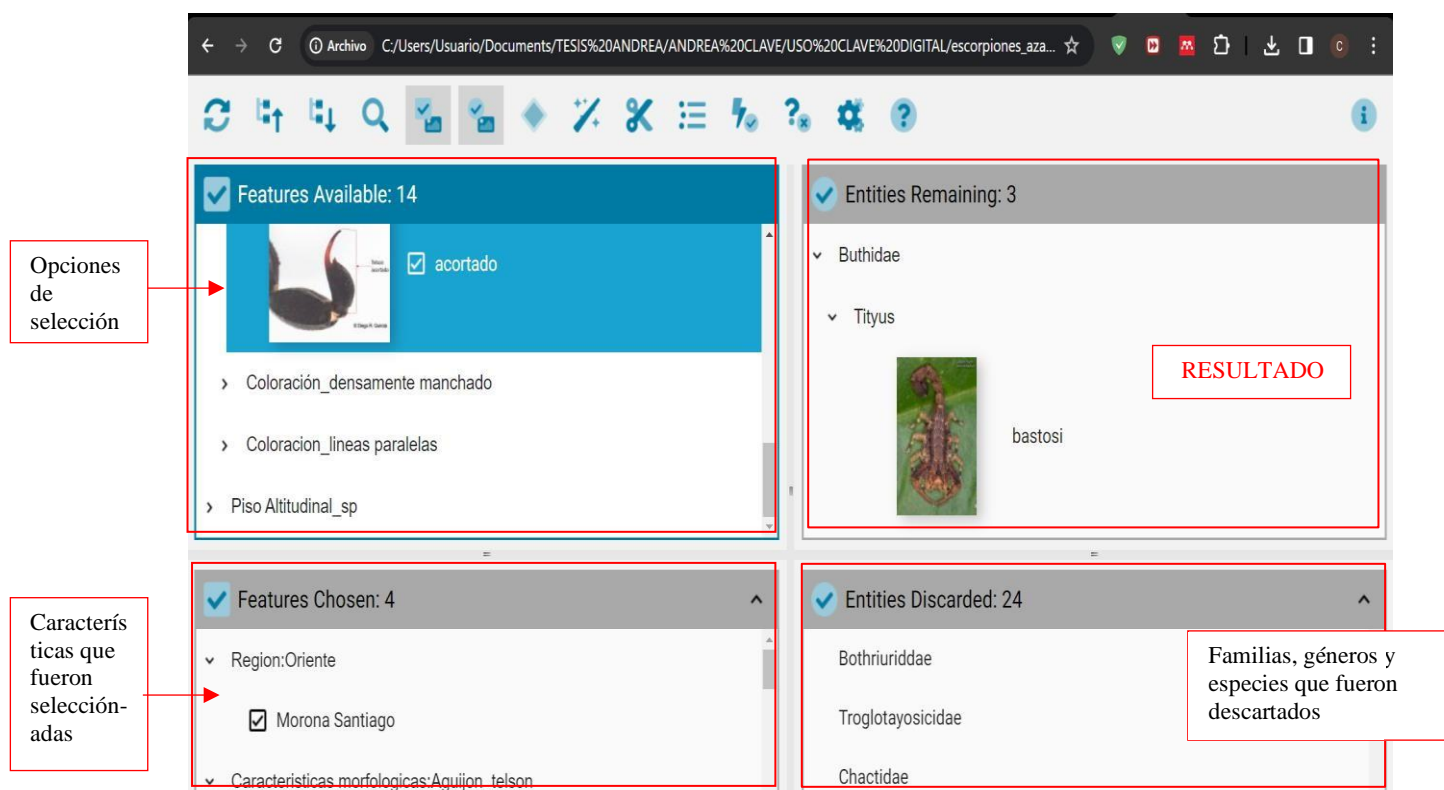 Archivo C:/Users/Usuario/Documents/TESIS%20ANDREA/ANDREA%20CLAVE/USO%20CLAVE%20DIGITAL/escorpiones_aza...
C
Features Available: 14
acortado
Coloración_densamente manchado
Coloracion_lineas paralelas
Piso Altitudinal_sp
Entities Remaining: 3
Buthidae
Tityus
bastosi
RESULTADO
Opciones
de
selección
Features Chosen: 4
Region:Oriente
Morona Santiago
Caracteristicas morfologicas:Aguijon_telson
Entities Discarded: 24
Bothriuriddae
Troglotayosicidae
Chactidae
Caracterís
ticas que
fueron
selección-
adas
Familias, géneros y
especies que fueron
descartados